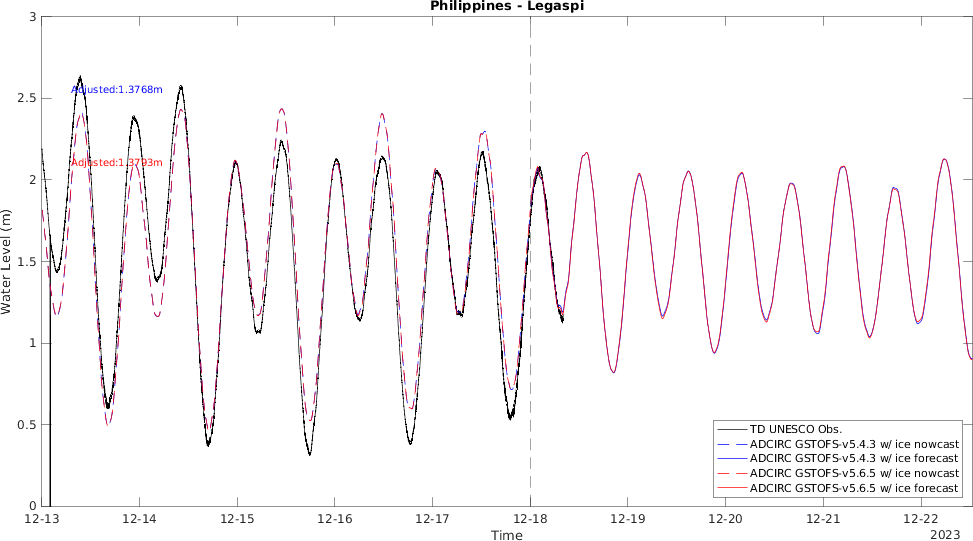 Philippines - Legaspi
3
2.5
2
1.5
1
0.5
0
Water Level (m)
Adjusted:1.3768m
Adjusted:1.3793m
TD UNESCO Obs.
ADCIRC GSTOFS-v5.4.3 w/ ice nowcast
ADCIRC GSTOFS-v5.4.3 w/ ice forecast
ADCIRC GSTOFS-v5.6.5 w/ ice nowcast
ADCIRC GSTOFS-v5.6.5 w/ ice forecast
12-13 12-14 12-15 12-16 12-17 12-18 12-19 12-20 12-21 12-22
Time
2023